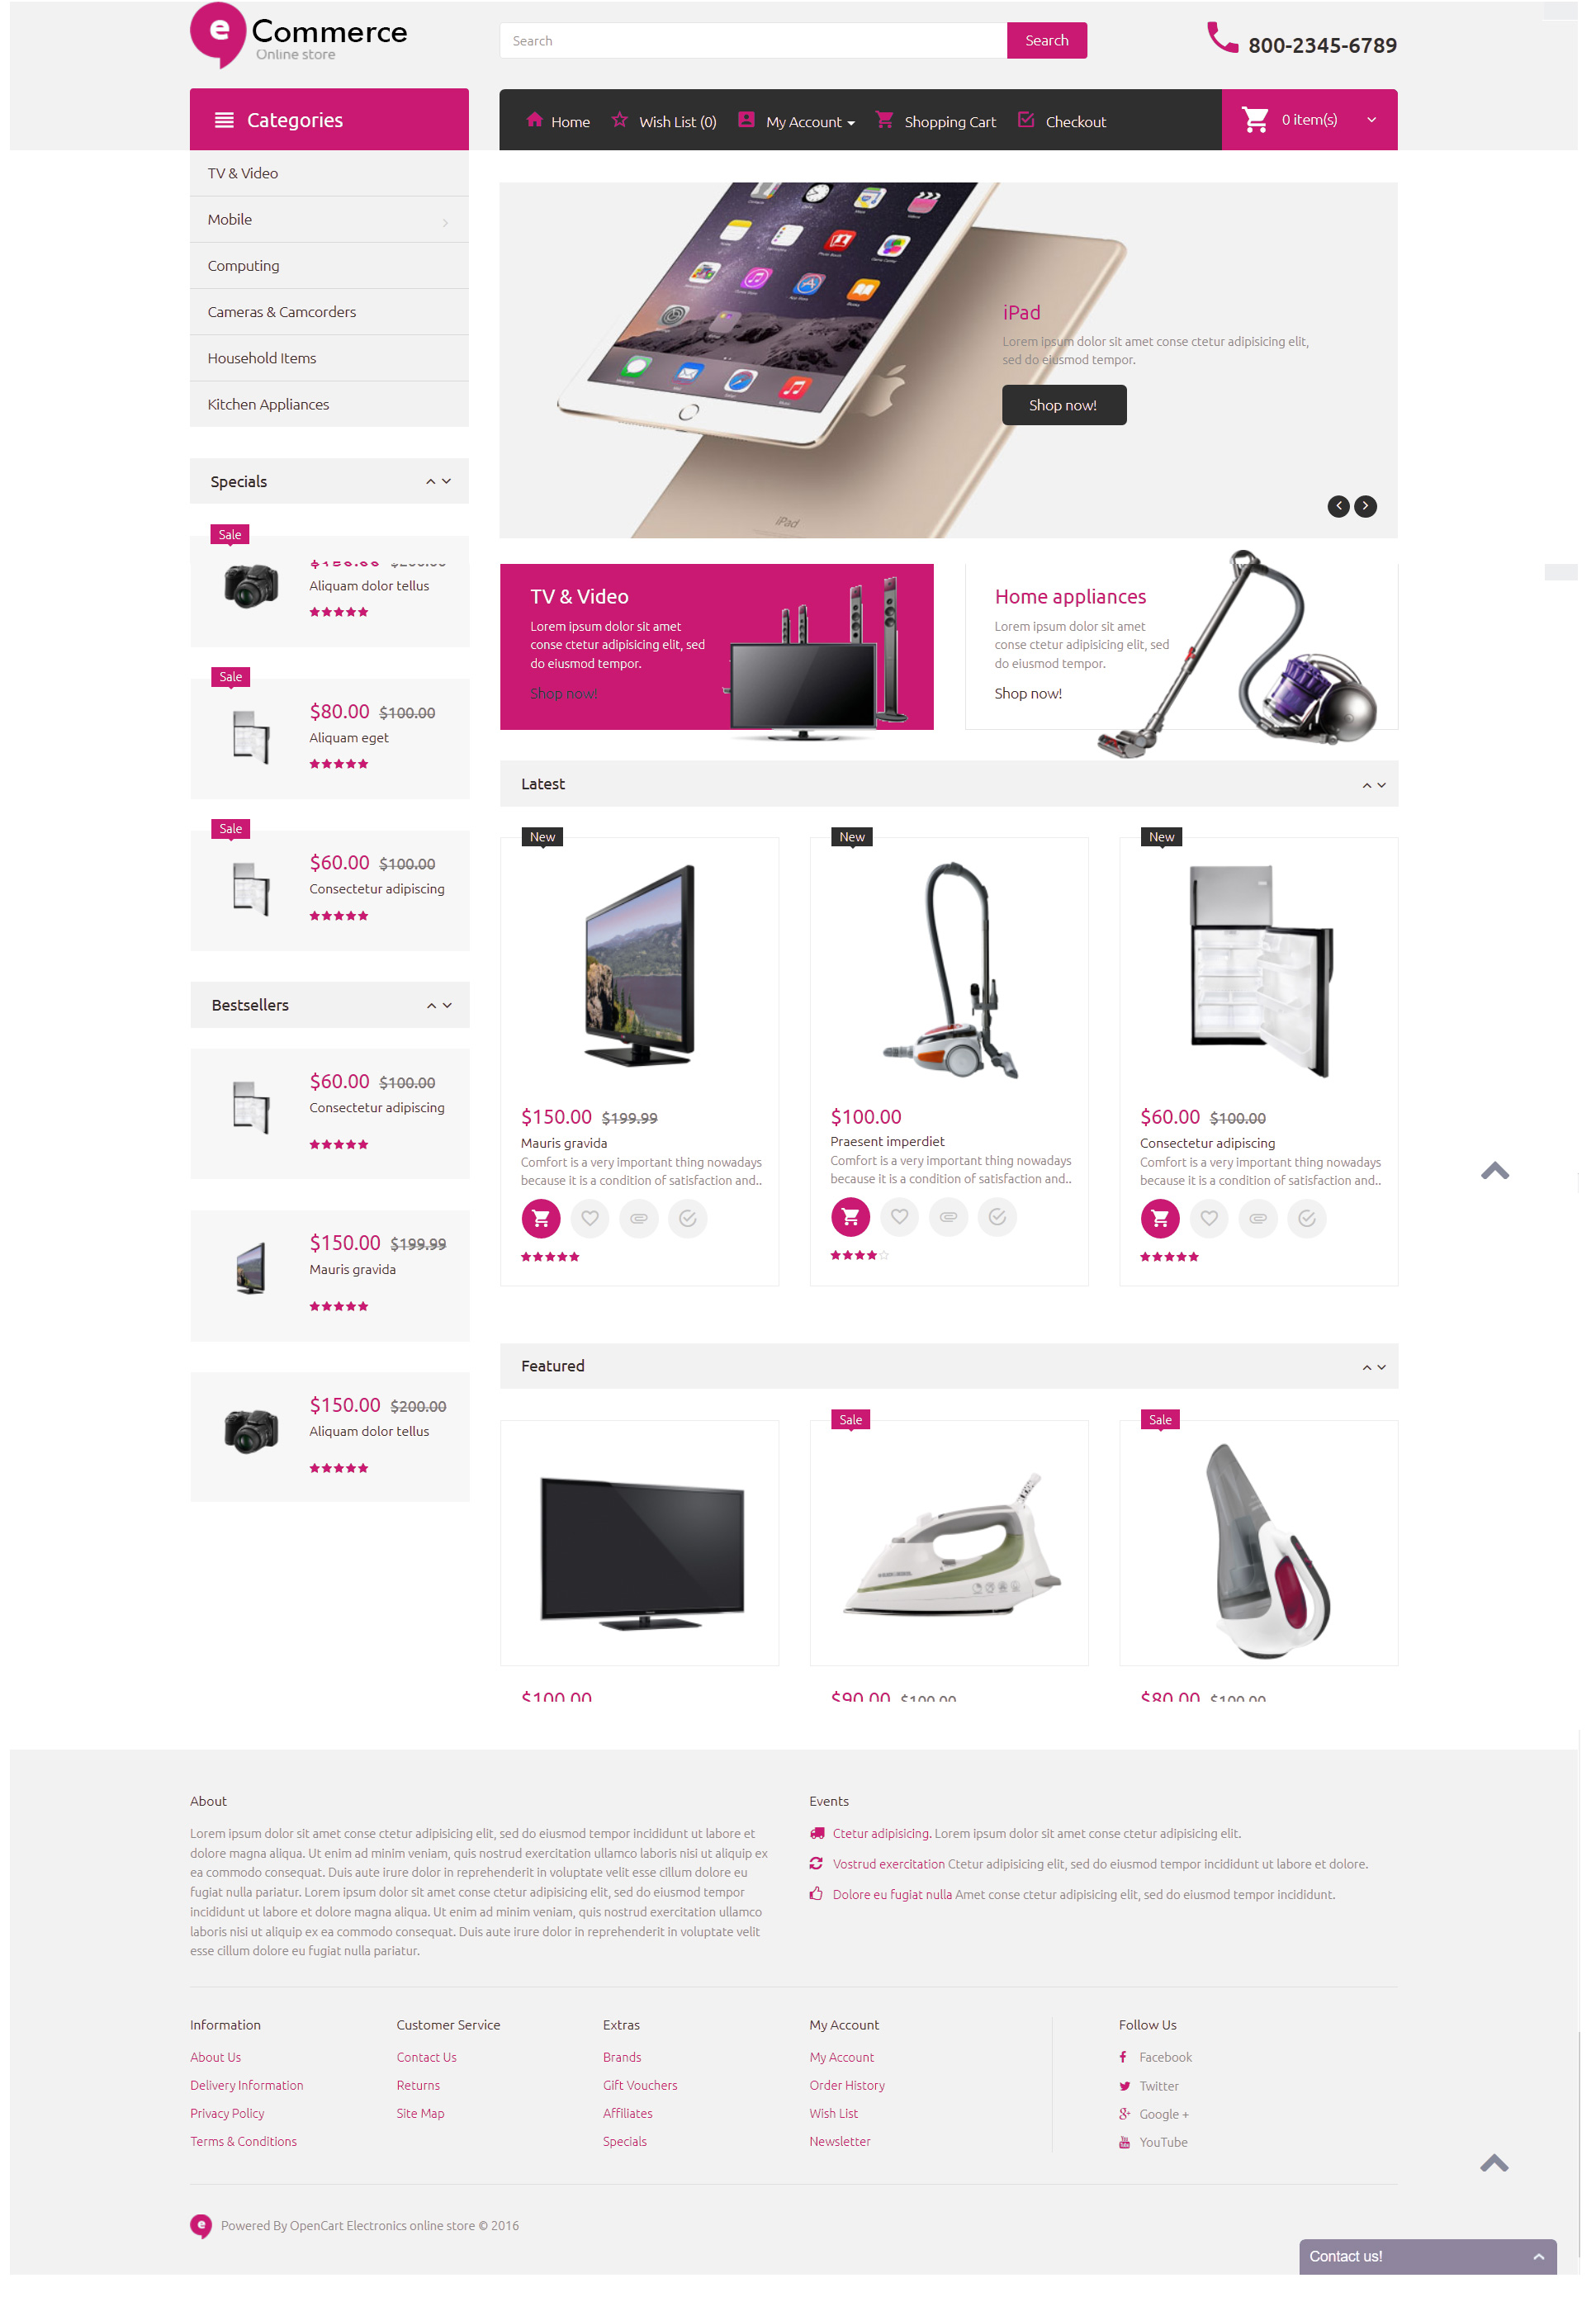 e Commerce
Online store
Search
Search
800-2345-6789
Categories
Home
Wish List (0)
My Account
Shopping Cart
Checkout
0 item(s)
TV & Video
Mobile
Computing
Cameras & Camcorders
Household Items
Kitchen Appliances
iPad
Lorem ipsum dolor sit amet conse ctetur adipisicing elit,
sed do eiusmod tempor.
Shop now!
iPad
Specials
Sale
Aliquam dolor tellus
Sale
$80.00 $100.00
Aliquam eget
Sale
$60.00 $100.00
Consectetur adipiscing
Bestsellers
$60.00 $100.00
Consectetur adipiscing
$150.00 $199.99
Mauris gravida
$150.00 $200.00
Aliquam dolor tellus
TV & Video
Lorem ipsum dolor sit amet
conse ctetur adipisicing elit, sed
do eiusmod tempor.
Shop now!
Home appliances
Lorem ipsum dolor sit amet
conse ctetur adipisicing elit, sed
do eiusmod tempor.
Shop now!
Latest
New
$150.00 $199.99
Mauris gravida
Comfort is a very important thing nowadays
because it is a condition of satisfaction and..
New
$100.00
Praesent imperdiet
Comfort is a very important thing nowadays
because it is a condition of satisfaction and..
New
$60.00 $100.00
Consectetur adipiscing
Comfort is a very important thing nowadays
because it is a condition of satisfaction and..
Featured
$100.00
Sale
$90.00 $100.00
Sale
$80.00 $100.00
About
Lorem ipsum dolor sit amet conse ctetur adipisicing elit, sed do eiusmod tempor incididunt ut labore et
dolore magna aliqua. Ut enim ad minim veniam, quis nostrud exercitation ullamco laboris nisi ut aliquip ex
ea commodo consequat. Duis aute irure dolor in reprehenderit in voluptate velit esse cillum dolore eu
fugiat nulla pariatur. Lorem ipsum dolor sit amet conse ctetur adipisicing elit, sed do eiusmod tempor
incididunt ut labore et dolore magna aliqua. Ut enim ad minim veniam, quis nostrud exercitation ullamco
laboris nisi ut aliquip ex ea commodo consequat. Duis aute irure dolor in reprehenderit in voluptate velit
esse cillum dolore eu fugiat nulla pariatur.
Events
Ctetur adipisicing. Lorem ipsum dolor sit amet conse ctetur adipisicing elit.
Vostrud exercitation Ctetur adipisicing elit, sed do eiusmod tempor incididunt ut labore et dolore.
Dolore eu fugiat nulla Amet conse ctetur adipisicing elit, sed do eiusmod tempor incididunt.
Information
About Us
Delivery Information
Privacy Policy
Terms & Conditions
Customer Service
Contact Us
Returns
Site Map
Extras
Brands
Gift Vouchers
Affiliates
Specials
My Account
My Account
Order History
Wish List
Newsletter
Follow Us
Facebook
Twitter
Google +
YouTube
e Powered By OpenCart Electronics online store © 2016
Contact us!